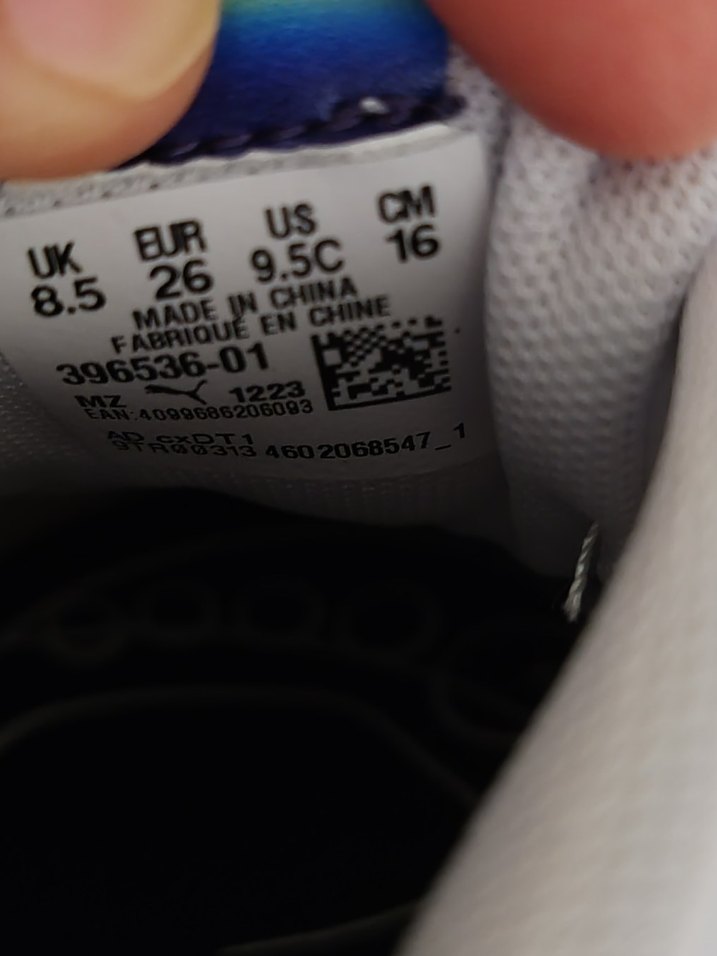 UK EUR US CM
8.5 26 9.5C 16
MADE IN CHINA
FABRIQUÉ EN CHINE
396536-01
MZ 1223
EAN:4099686206093
AD_cxDT1
STR00313 4602068547_1